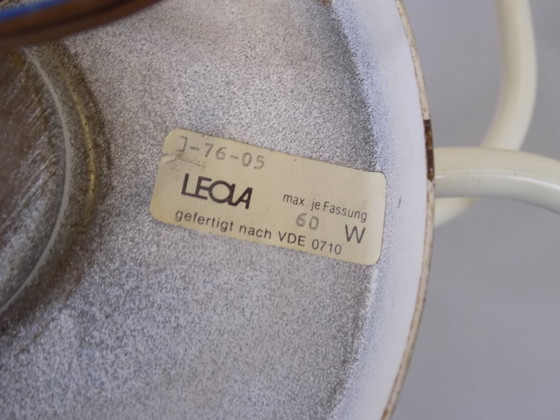 J-76-05
LEOLA
max. je Fassung
60 W
gefertigt nach VDE 0710